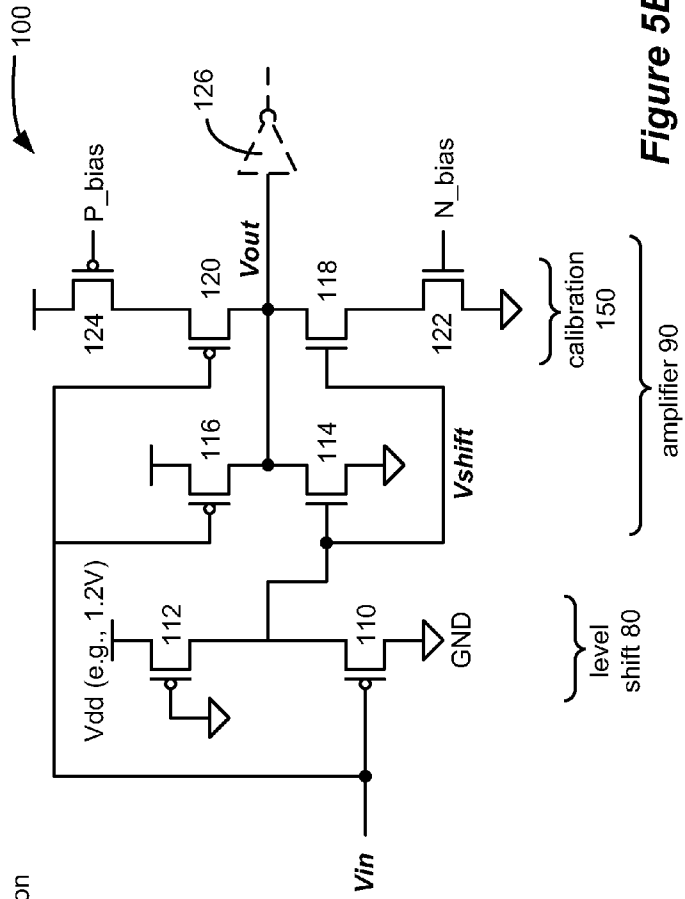 100
P_bias
126
124
120
Vout
118
N_bias
122
calibration
150
116
114
Vshift
amplifier 90
Vdd (e.g., 1.2V)
112
110
GND
level
shift 80
Vin
on
Figure 5B